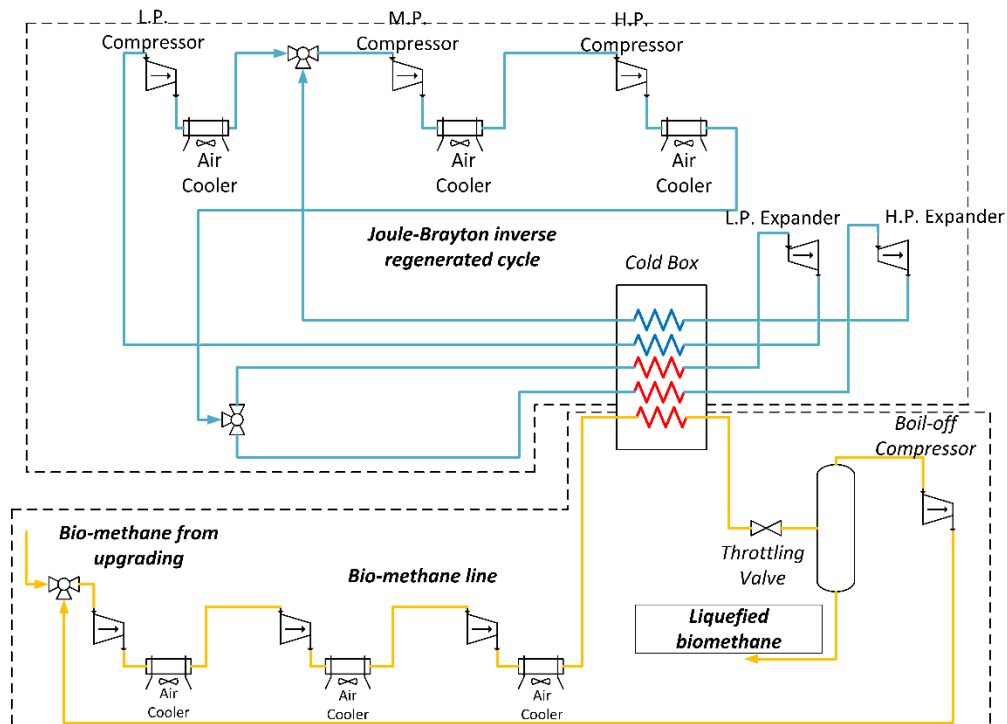 L.P.
Compressor
M.P.
Compressor
H.P.
Compressor
Air
Cooler
Air
Cooler
Air
Cooler
L.P. Expander
H.P. Expander
Joule-Brayton inverse
regenerated cycle
Cold Box
Boil-off
Compressor
Bio-methane from
upgrading
Bio-methane line
Throttling
Valve
Liquefied
biomethane
Air
Cooler
Air
Cooler
Air
Cooler